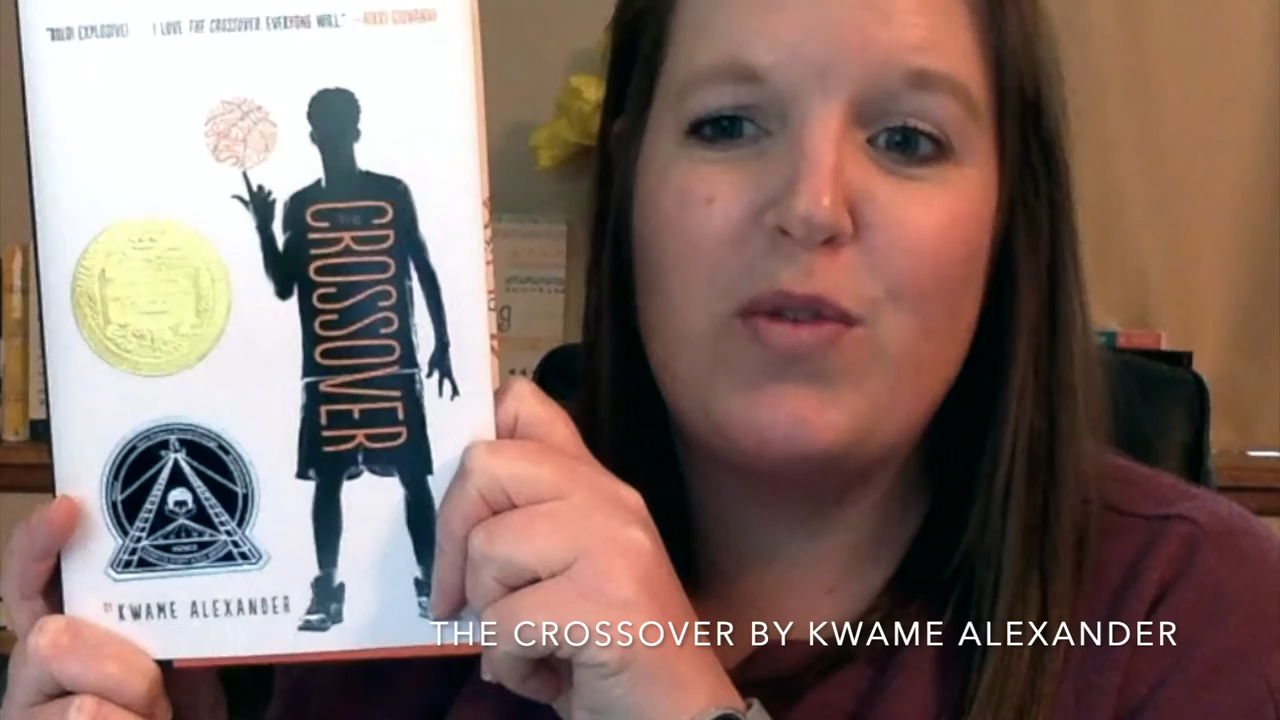 "BOLD! EXPLOSIVE! I LOVE THE CROSSOVER. EVERYONE WILL." —NIKKI GIOVANNI
THE
CROSSOVER
BY KWAME ALEXANDER
THE CROSSOVER BY KWAME ALEXANDER